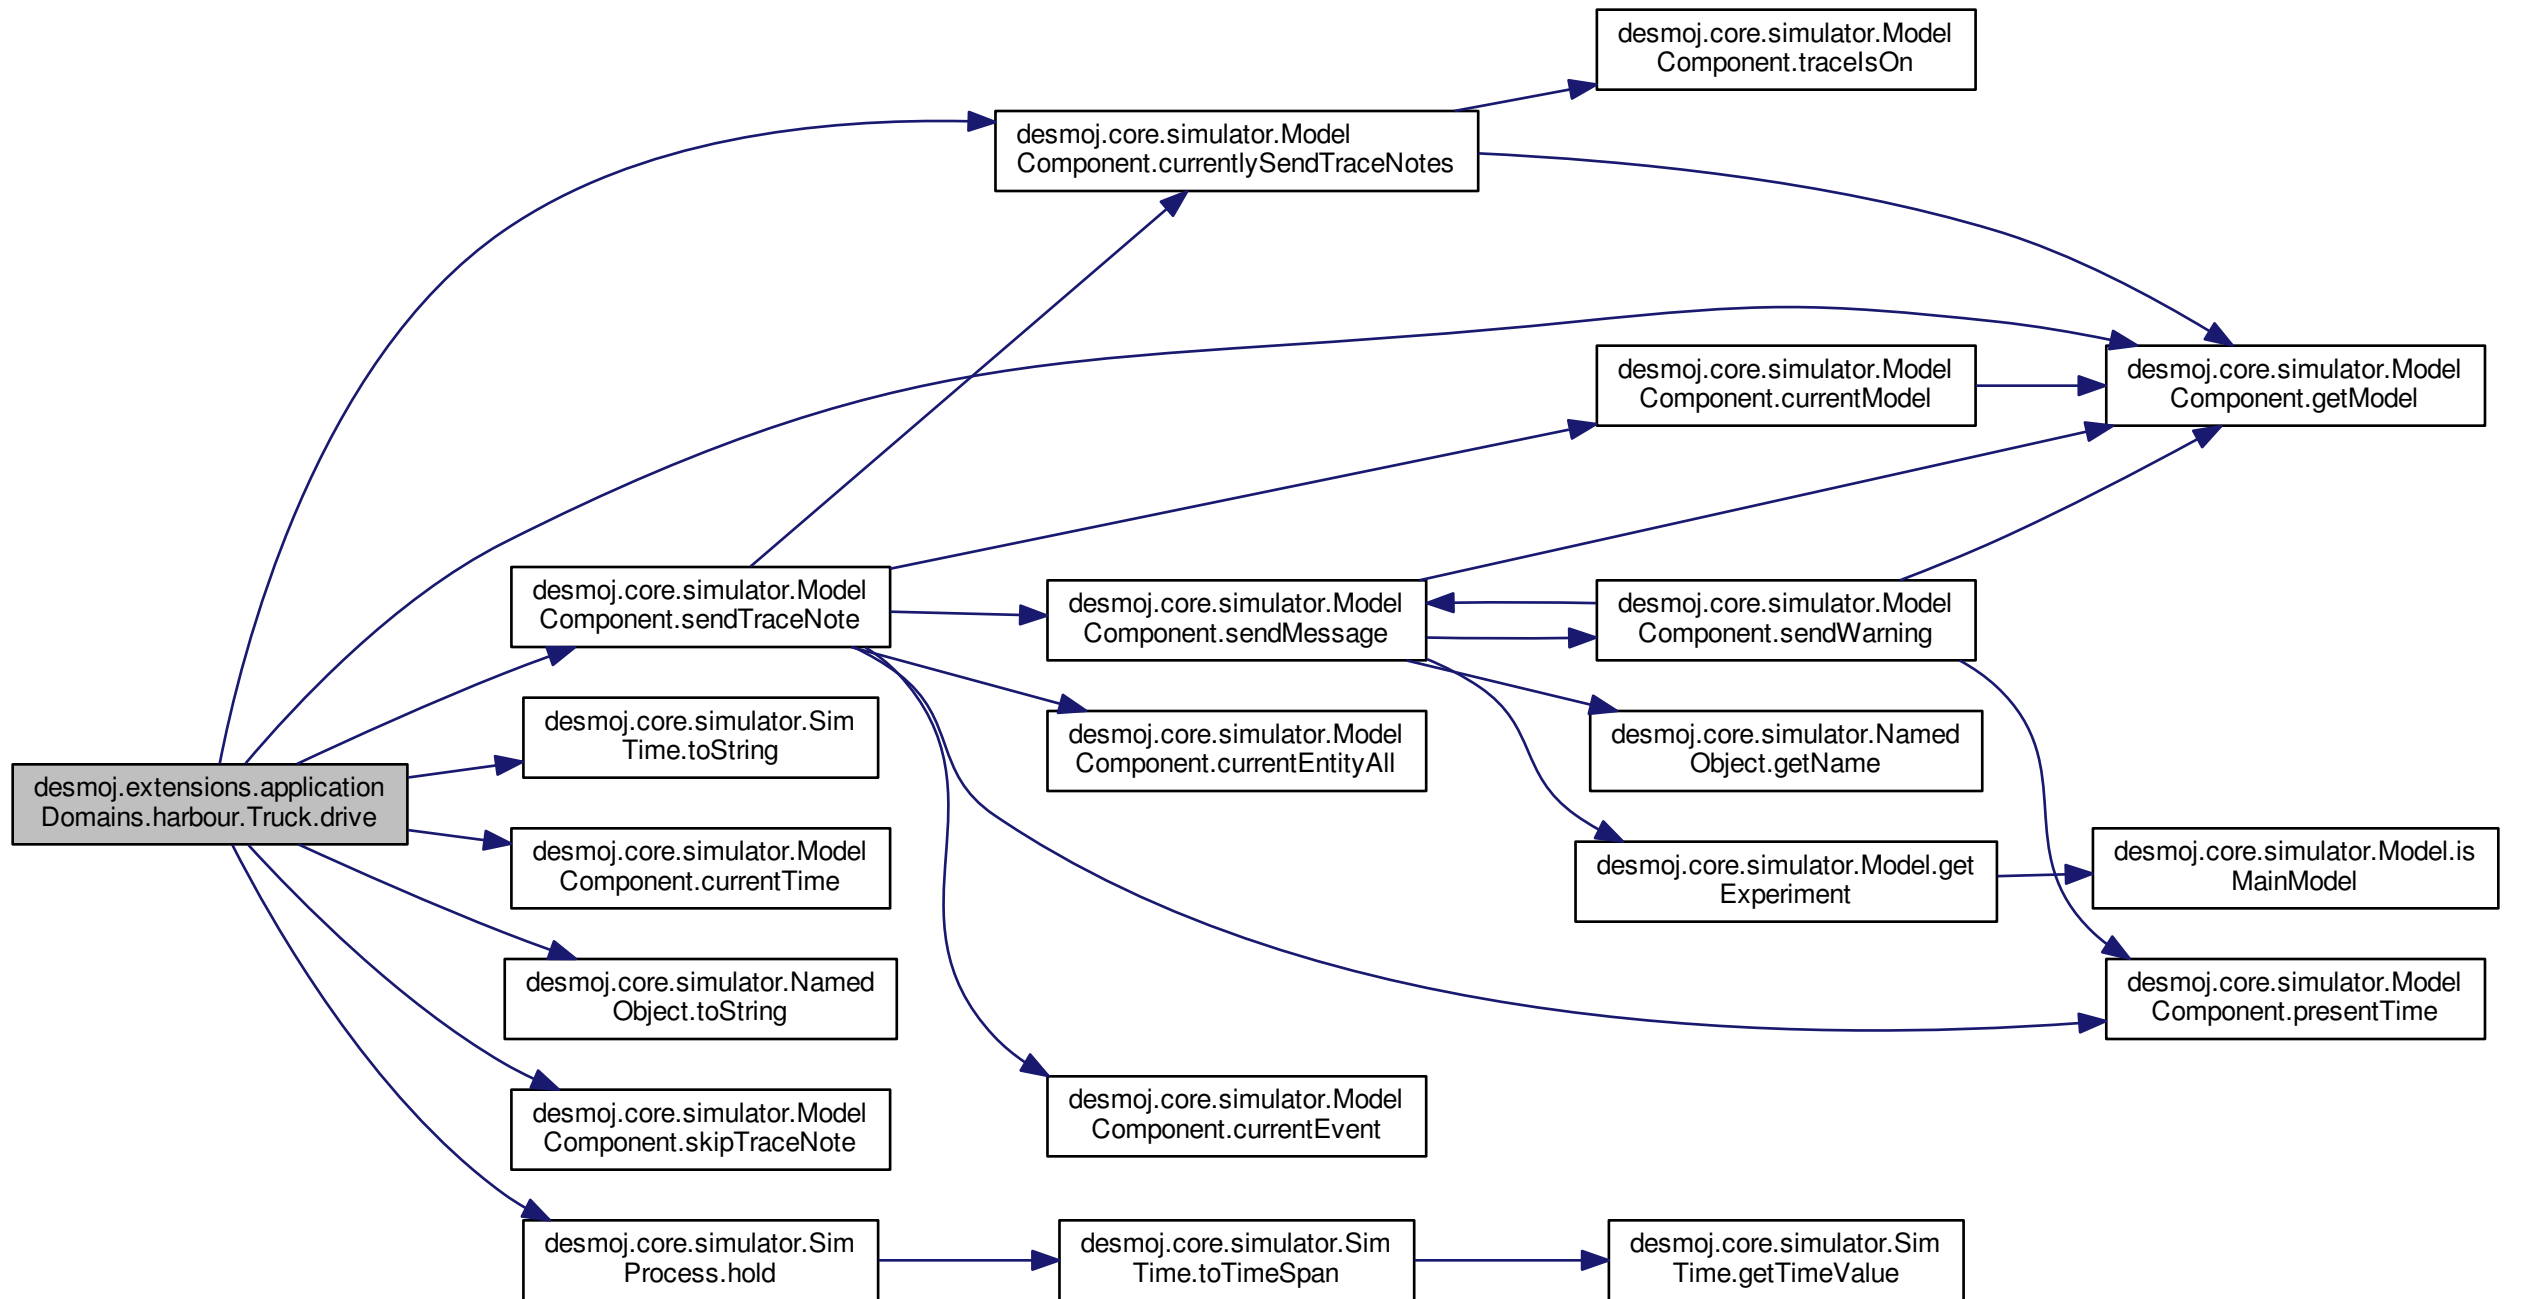 desmoj.core.simulator.Model
Component.traceIsOn
desmoj.core.simulator.Model
Component.currentlySendTraceNotes
desmoj.core.simulator.Model
Component.currentModel
desmoj.core.simulator.Model
Component.getModel
desmoj.core.simulator.Model
Component.sendTraceNote
desmoj.core.simulator.Model
Component.sendMessage
desmoj.core.simulator.Model
Component.sendWarning
desmoj.core.simulator.Sim
Time.toString
desmoj.core.simulator.Model
Component.currentEntityAll
desmoj.core.simulator.Named
Object.getName
desmoj.extensions.application
Domains.harbour.Truck.drive
desmoj.core.simulator.Model
Component.currentTime
desmoj.core.simulator.Model.get
Experiment
desmoj.core.simulator.Model.is
MainModel
desmoj.core.simulator.Named
Object.toString
desmoj.core.simulator.Model
Component.presentTime
desmoj.core.simulator.Model
Component.skipTraceNote
desmoj.core.simulator.Model
Component.currentEvent
desmoj.core.simulator.Sim
Process.hold
desmoj.core.simulator.Sim
Time.toTimeSpan
desmoj.core.simulator.Sim
Time.getTimeValue